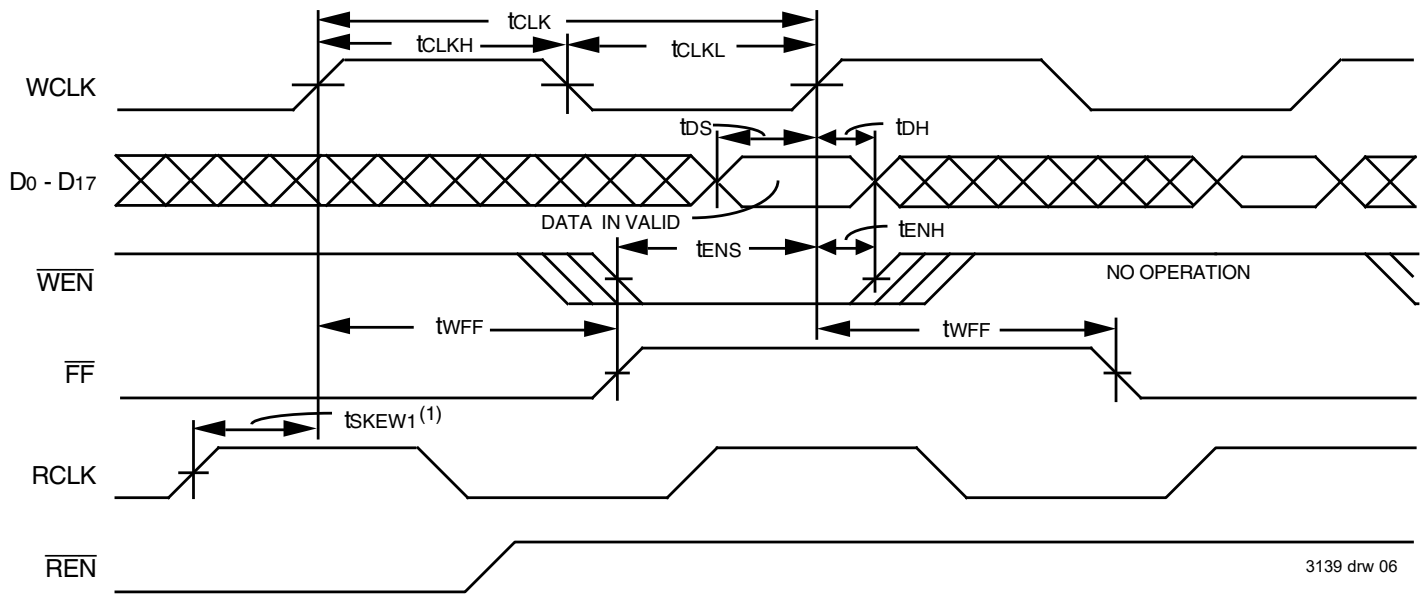 tCLK
tCLKH
tCLKL
WCLK
tDS
tDH
D0 - D17
DATA IN VALID
tENS
tENH
WEN
NO OPERATION
tWFF
tWFF
FF
tSKEW1(1)
RCLK
REN
3139 drw 06